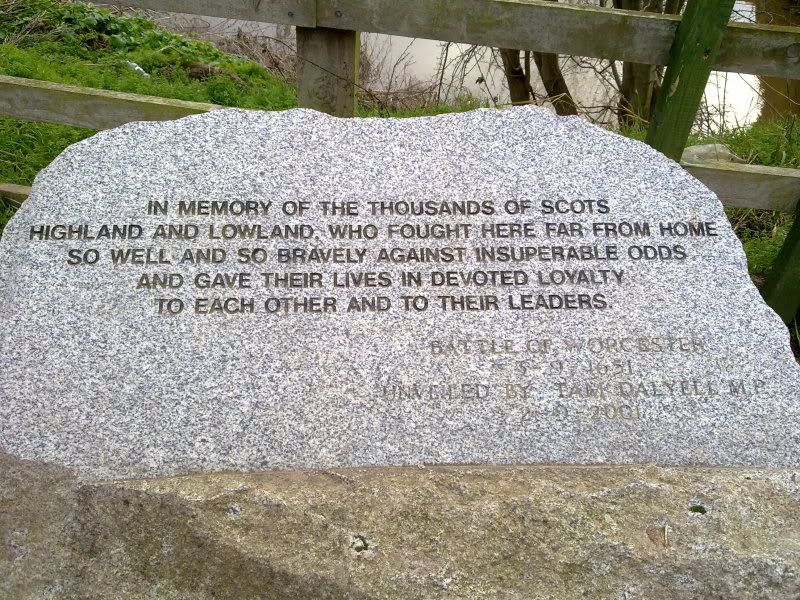 IN MEMORY OF THE THOUSANDS OF SCOTS
HIGHLAND AND LOWLAND, WHO FOUGHT HERE FAR FROM HOME
SO WELL AND SO BRAVELY AGAINST INSUPERABLE ODDS
AND GAVE THEIR LIVES IN DEVOTED LOYALTY
TO EACH OTHER AND TO THEIR LEADERS.
BATTLE OF WORCESTER
1651
UNVEILED BY TAM DALYELL M.P.
2001